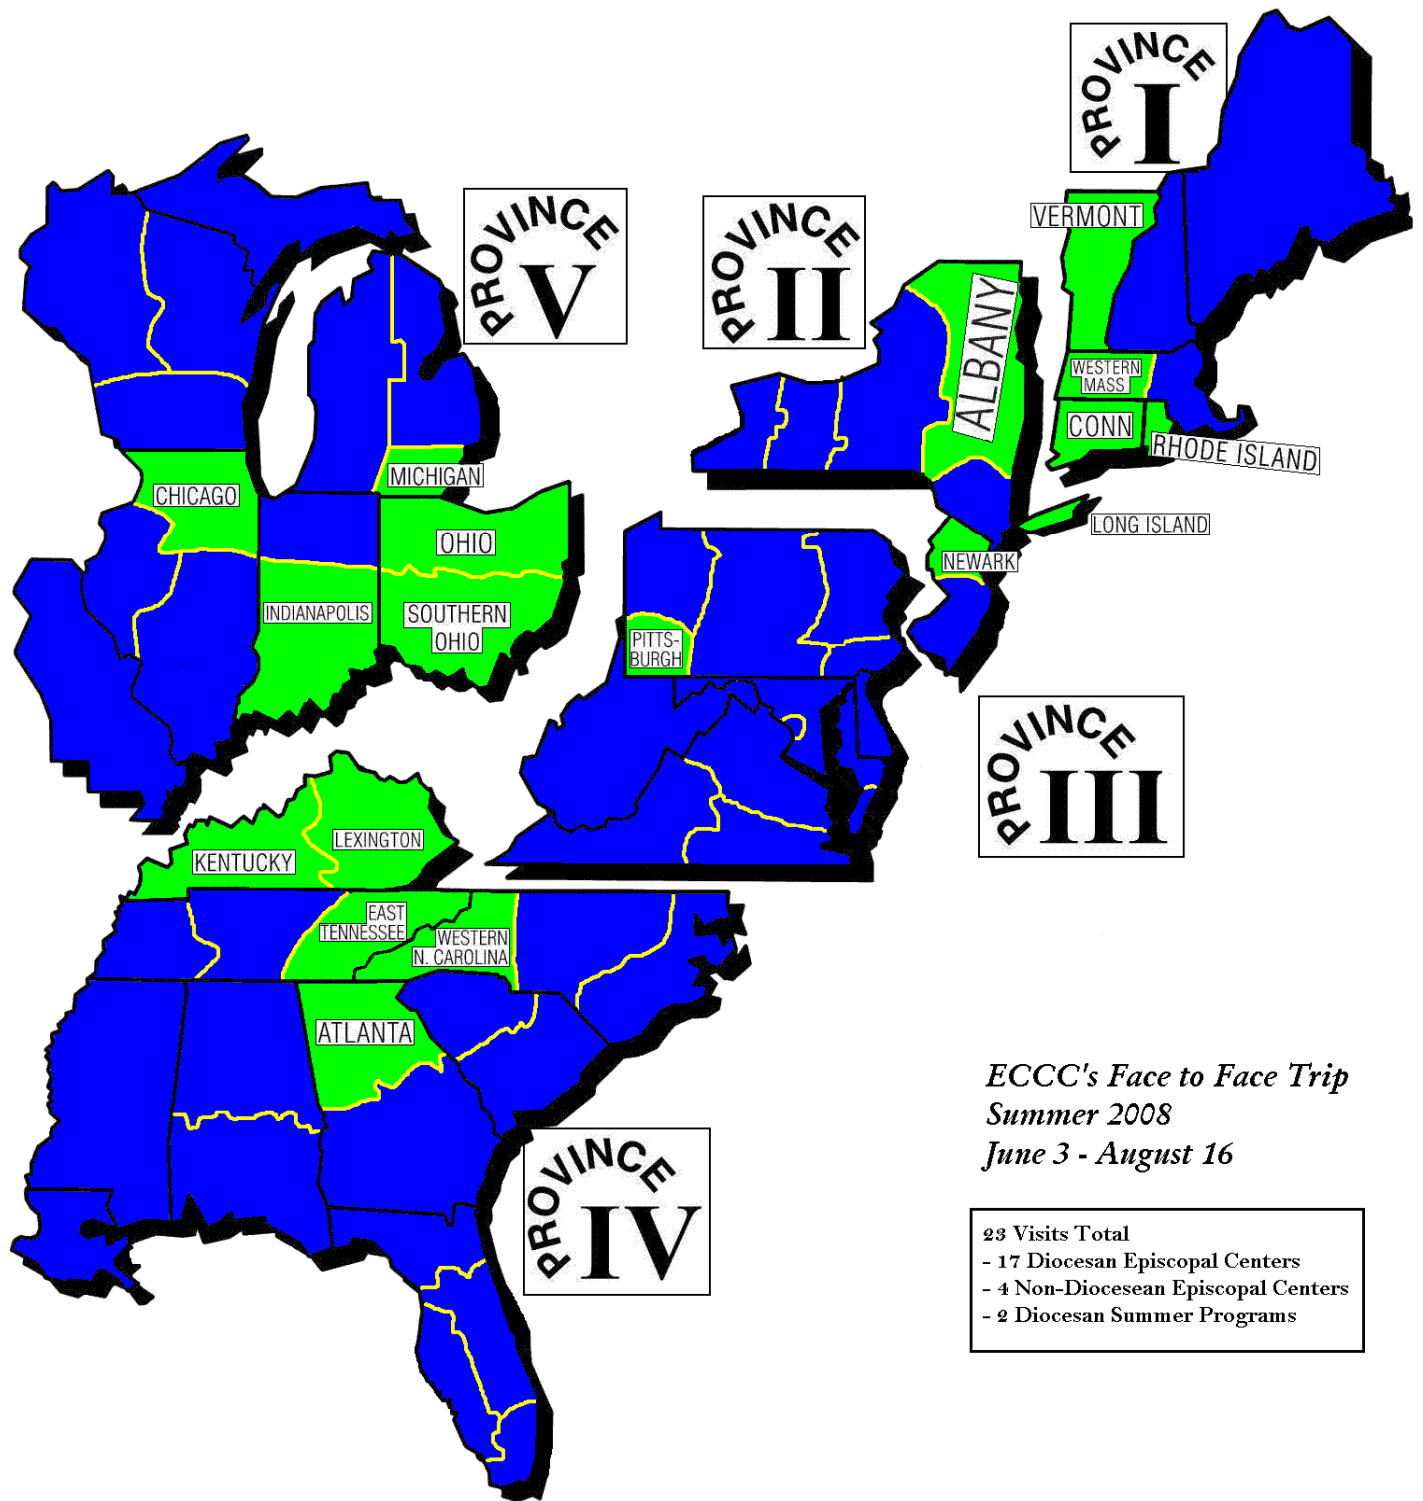 PROVINCE
I
VERMONT
WESTERN
MASS
CONN
RHODE ISLAND
PROVINCE
II
ALBANY
LONG ISLAND
NEWARK
PROVINCE
V
CHICAGO
MICHIGAN
OHIO
INDIANAPOLIS
SOUTHERN
OHIO
PITTS-
BURGH
PROVINCE
III
KENTUCKY
LEXINGTON
EAST
TENNESSEE
WESTERN
N. CAROLINA
ATLANTA
PROVINCE
IV
ECCC's Face to Face Trip
Summer 2008
June 3 - August 16
23 Visits Total
- 17 Diocesan Episcopal Centers
- 4 Non-Diocesean Episcopal Centers
- 2 Diocesan Summer Programs